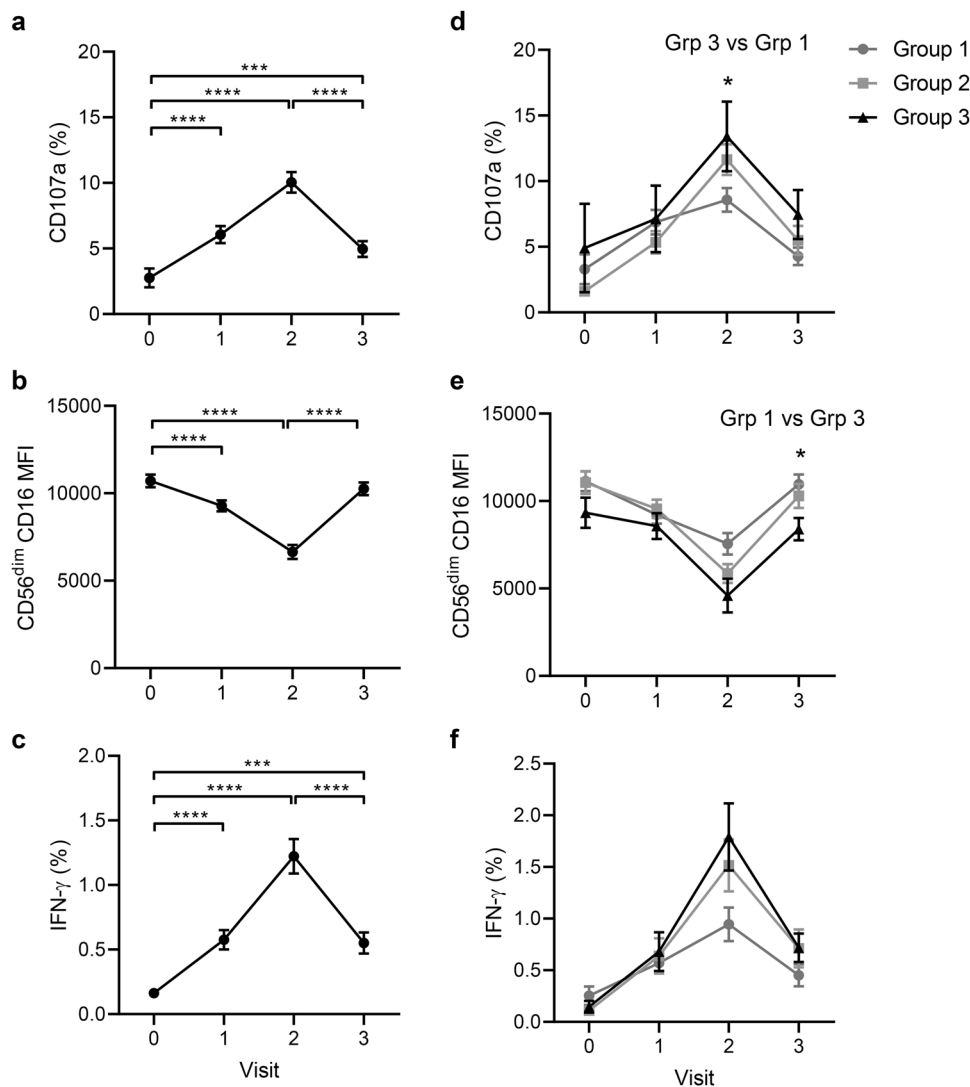 a
CD107a (%)
20
15
10
5
0
***
**** ****
****
0 1 2 3
d
Grp 3 vs Grp 1
*
CD107a (%)
20
15
10
5
0
0 1 2 3
Group 1
Group 2
Group 3
b
CD56dim CD16 MFI
15000
10000
5000
0
**** ****
****
0 1 2 3
e
Grp 1 vs Grp 3
*
CD56dim CD16 MFI
15000
10000
5000
0
0 1 2 3
c
IFN-γ (%)
2.0
1.5
1.0
0.5
0.0
***
**** ****
****
0 1 2 3
Visit
f
IFN-γ (%)
2.5
2.0
1.5
1.0
0.5
0.0
0 1 2 3
Visit